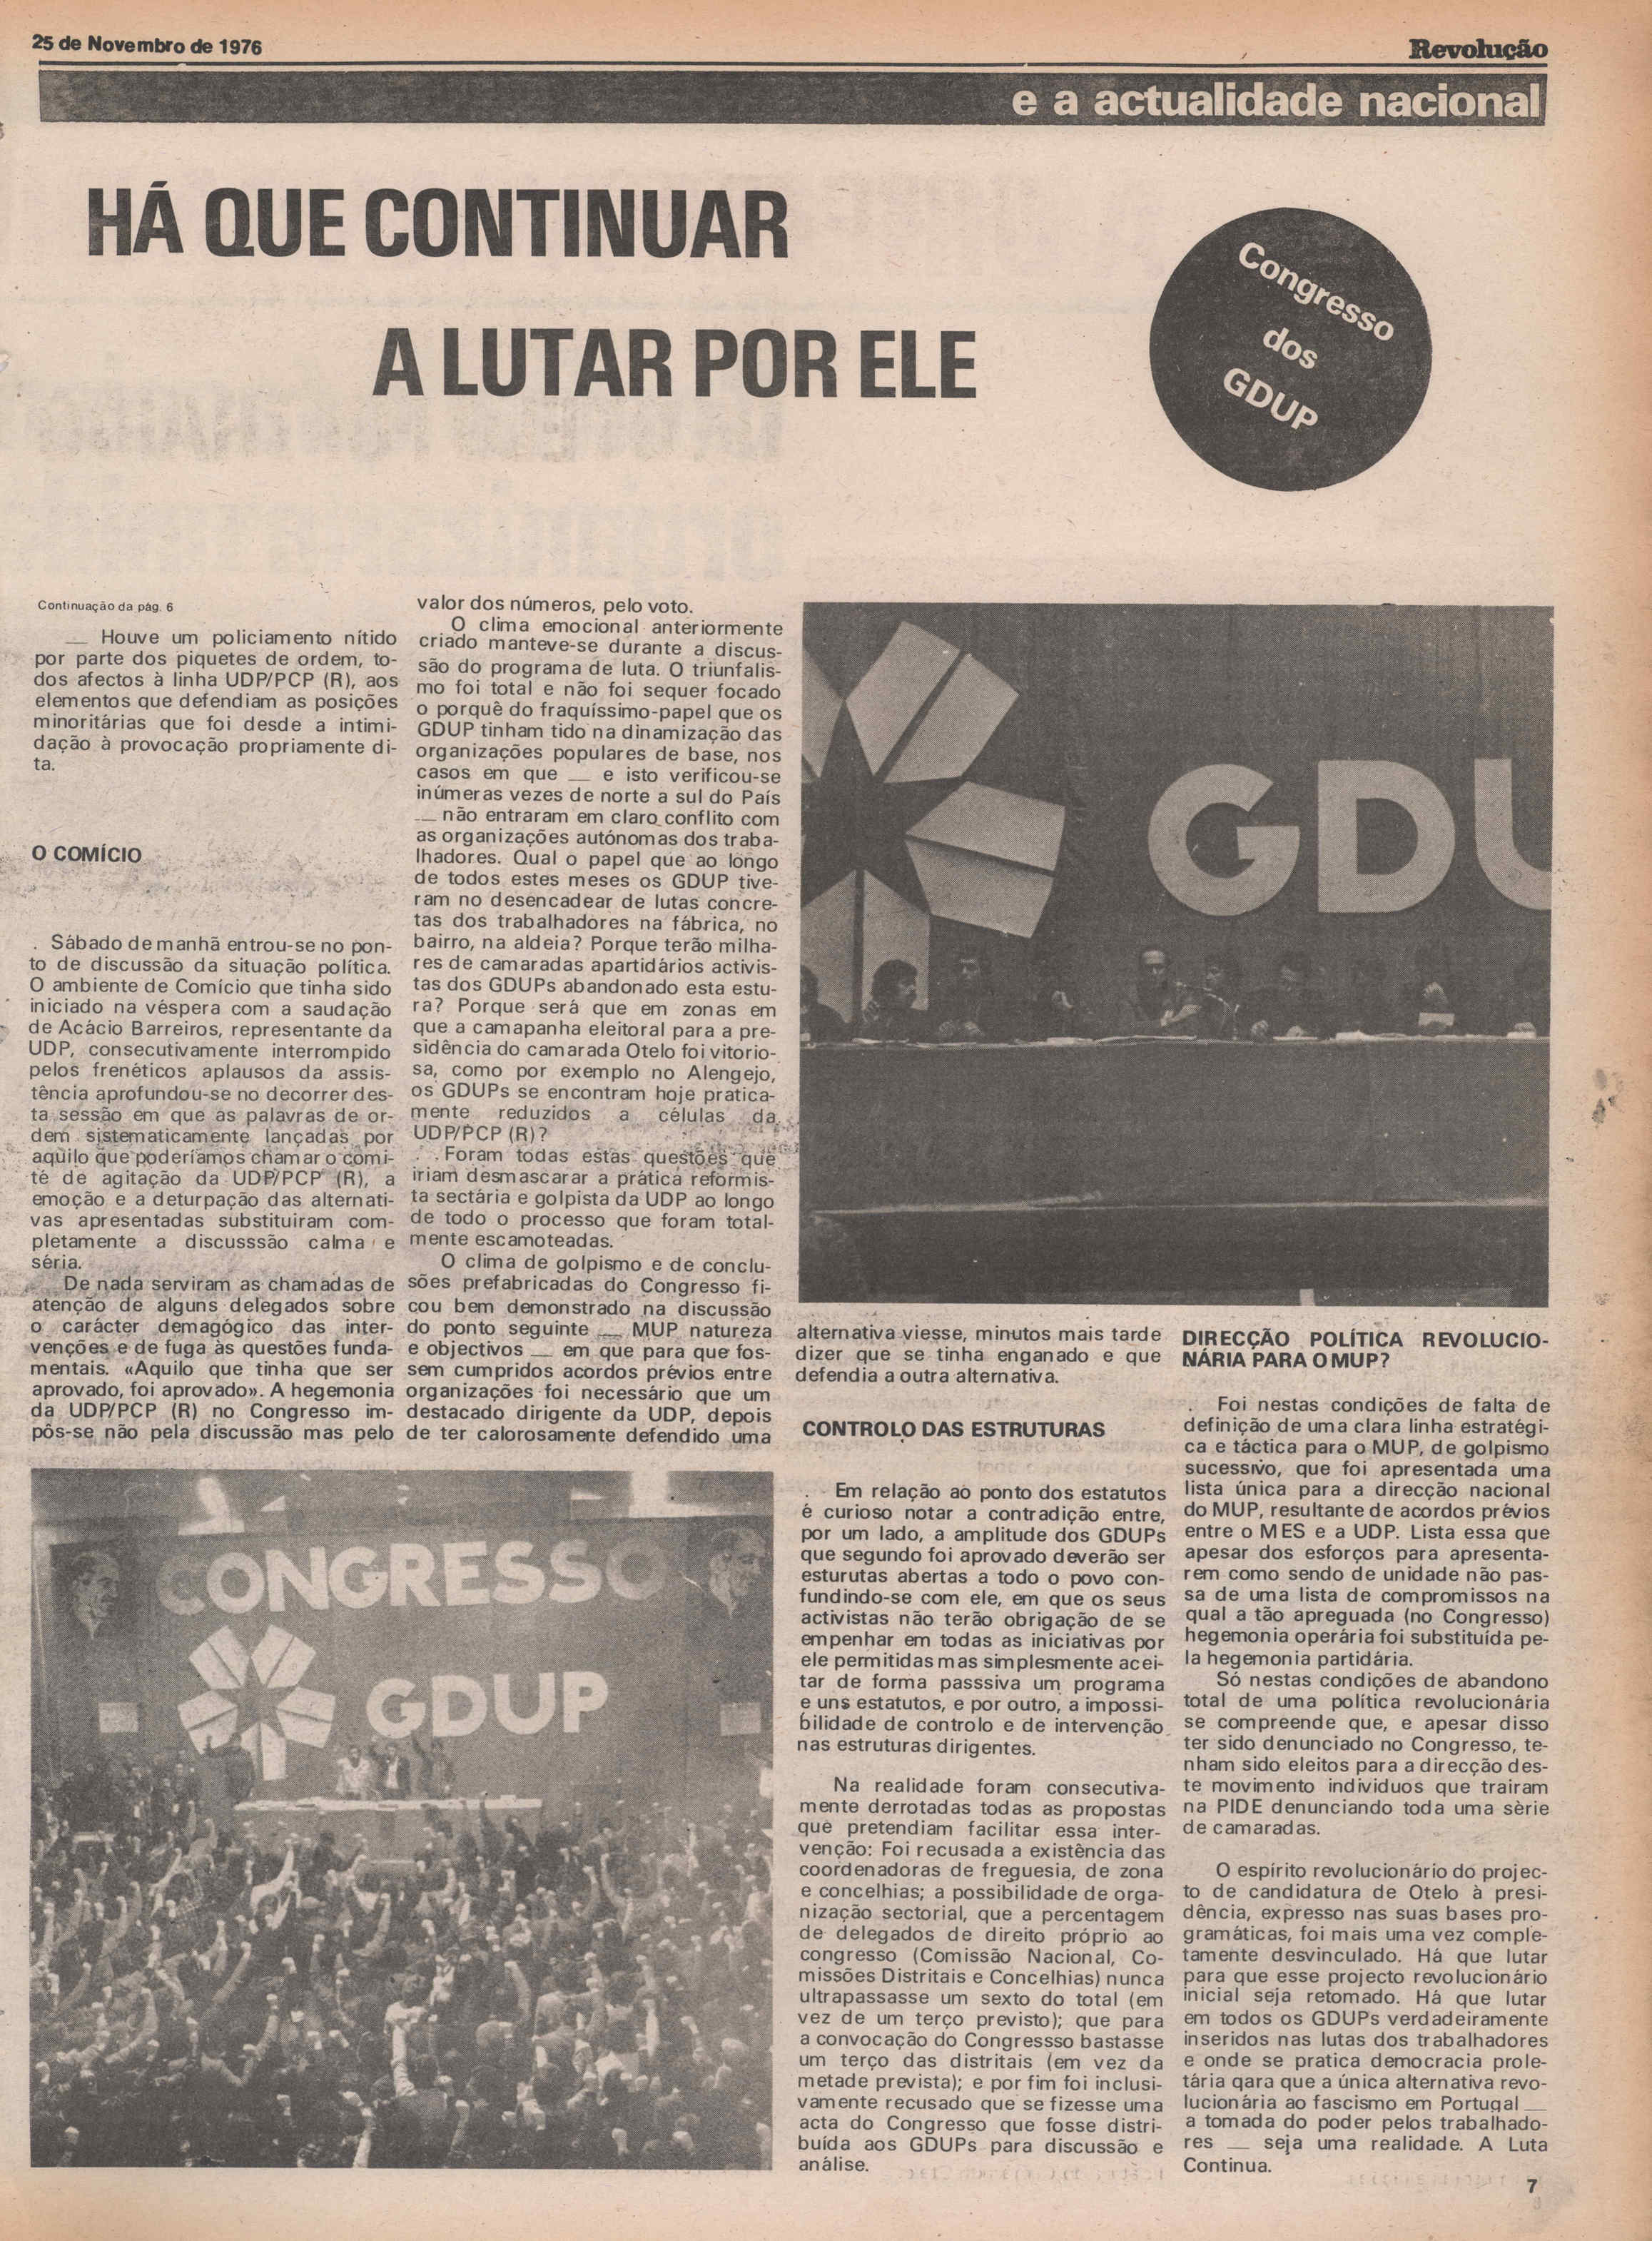 25 de Novembro de 1976
Revolução
e a actualidade nacional
HÁ QUE CONTINUAR
A LUTAR POR ELE
Congresso
dos
GDUP
Continuação da pág. 6
— Houve um policiamento nítido
por parte dos piquetes de ordem, to-
dos afectos à linha UDP/PCP (R), aos
elementos que defendiam as posições
minoritárias que foi desde a intimi-
dação à provocação propriamente di-
ta.
O COMÍCIO
. Sábado de manhã entrou-se no pon-
to de discussão da situação política.
O ambiente de Comício que tinha sido
iniciado na véspera com a saudação
de Acácio Barreiros, representante da
UDP, consecutivamente interrompido
pelos frenéticos aplausos da assis-
tência aprofundou-se no decorrer des-
ta sessão em que as palavras de or-
dem sistematicamente lançadas por
aquilo que poderíamos chamar o comi-
té de agitação da UDP/PCP (R), a
emoção e a deturpação das alternati-
vas apresentadas substituiram com-
pletamente a discusssão calma e
séria.
De nada serviram as chamadas de
atenção de alguns delegados sobre
o carácter demagógico das inter-
venções e de fuga às questões funda-
mentais. «Aquilo que tinha que ser
aprovado, foi aprovado». A hegemonia
da UDP/PCP (R) no Congresso im-
pôs-se não pela discussão mas pelo
valor dos números, pelo voto.
O clima emocional anteriormente
criado manteve-se durante a discus-
são do programa de luta. O triunfalis-
mo foi total e não foi sequer focado
o porquê do fraquíssimo-papel que os
GDUP tinham tido na dinamização das
organizações populares de base, nos
casos em que — e isto verificou-se
inúmeras vezes de norte a sul do País
— não entraram em claro conflito com
as organizações autónomas dos traba-
lhadores. Qual o papel que ao longo
de todos estes meses os GDUP tive-
ram no desencadear de lutas concre-
tas dos trabalhadores na fábrica, no
bairro, na aldeia? Porque terão milha-
res de camaradas apartidários activis-
tas dos GDUPs abandonado esta estu-
ra? Porque será que em zonas em
que a camapanha eleitoral para a pre-
sidência do camarada Otelo foi vitorio-
sa, como por exemplo no Alengejo,
os GDUPs se encontram hoje pratica-
mente reduzidos a células da
UDP/PCP (R)?
. . Foram todas estas questões que
iriam desmascarar a prática reformis-
ta sectária e golpista da UDP ao longo
de todo o processo que foram total-
mente escamoteadas.
O clima de golpismo e de conclu-
sões prefabricadas do Congresso fi-
cou bem demonstrado na discussão
do ponto seguinte — MUP natureza
e objectivos — em que para que fos-
sem cumpridos acordos prévios entre
organizações foi necessário que um
destacado dirigente da UDP, depois
de ter calorosamente defendido uma
GDU
alternativa viesse, minutos mais tarde
dizer que se tinha enganado e que
defendia a outra alternativa.
CONTROLO DAS ESTRUTURAS
. Em relação ao ponto dos estatutos
é curioso notar a contradição entre,
por um lado, a amplitude dos GDUPs
que segundo foi aprovado deverão ser
esturutas abertas a todo o povo con-
fundindo-se com ele, em que os seus
activistas não terão obrigação de se
empenhar em todas as iniciativas por
ele permitidas mas simplesmente acei-
tar de forma passsiva um programa
e uns estatutos, e por outro, a impossi-
bilidade de controlo e de intervenção
nas estruturas dirigentes.
Na realidade foram consecutiva-
mente derrotadas todas as propostas
que pretendiam facilitar essa inter-
venção: Foi recusada a existência das
coordenadoras de freguesia, de zona
e concelhias; a possibilidade de orga-
nização sectorial, que a percentagem
de delegados de direito próprio ao
congresso (Comissão Nacional, Co-
missões Distritais e Concelhias) nunca
ultrapassasse um sexto do total (em
vez de um terço previsto); que para
a convocação do Congressso bastasse
um terço das distritais (em vez da
metade prevista); e por fim foi inclusi-
vamente recusado que se fizesse uma
acta do Congresso que fosse distri-
buída aos GDUPs para discussão e
análise.
DIRECÇÃO POLÍTICA REVOLUCIO-
NÁRIA PARA O MUP?
. Foi nestas condições de falta de
definição de uma clara linha estratégi-
ca e táctica para o MUP, de golpismo
sucessivo, que foi apresentada uma
lista única para a direcção nacional
do MUP, resultante de acordos prévios
entre o MES e a UDP. Lista essa que
apesar dos esforços para apresenta-
rem como sendo de unidade não pas-
sa de uma lista de compromissos na
qual a tão apreguada (no Congresso)
hegemonia operária foi substituída pe-
la hegemonia partidária.
Só nestas condições de abandono
total de uma política revolucionária
se compreende que, e apesar disso
ter sido denunciado no Congresso, te-
nham sido eleitos para a direcção des-
te movimento individuos que trairam
na PIDE denunciando toda uma sèrie
de camaradas.
O espírito revolucionário do projec-
to de candidatura de Otelo à presi-
dência, expresso nas suas bases pro-
gramáticas, foi mais uma vez comple-
tamente desvinculado. Há que lutar
para que esse projecto revolucionário
inicial seja retomado. Há que lutar
em todos os GDUPs verdadeiramente
inseridos nas lutas dos trabalhadores
e onde se pratica democracia prole-
tária qara que a única alternativa revo-
lucionária ao fascismo em Portugal —
a tomada do poder pelos trabalhado-
res — seja uma realidade. A Luta
Continua.
CONGRESSO
GDUP
7